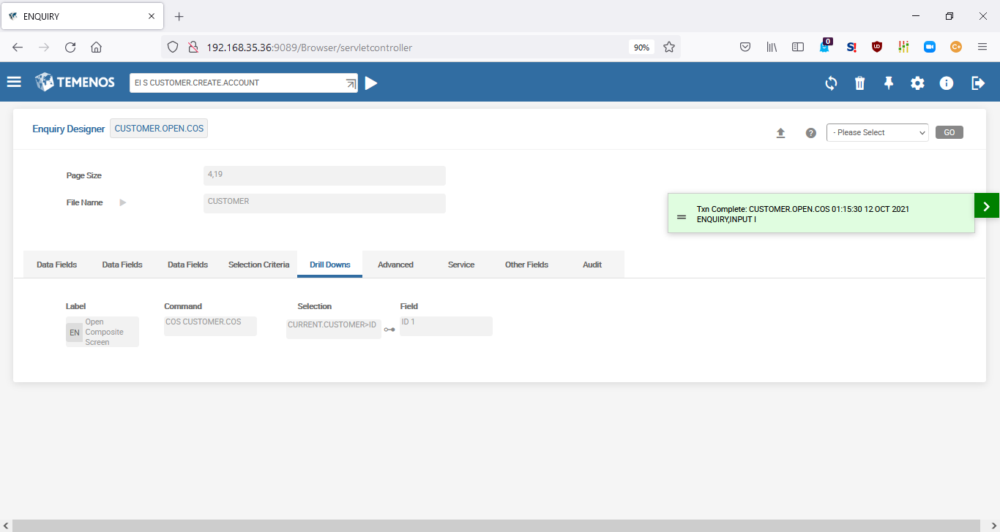 ENQUIRY
192.168.35.36:9089/Browser/servletcontroller
90%
0
S!
UD
C+
TEMENOS
EI S CUSTOMER.CREATE.ACCOUNT
Enquiry Designer
CUSTOMER.OPEN.COS
?
- Please Select
GO
Page Size
4,19
File Name
CUSTOMER
Txn Complete: CUSTOMER.OPEN.COS 01:15:30 12 OCT 2021
ENQUIRY,INPUT I
Data Fields
Data Fields
Data Fields
Selection Criteria
Drill Downs
Advanced
Service
Other Fields
Audit
Label
Command
Selection
Field
EN
Open
Composite
Screen
COS CUSTOMER.COS
CURRENT.CUSTOMER>ID
ID 1